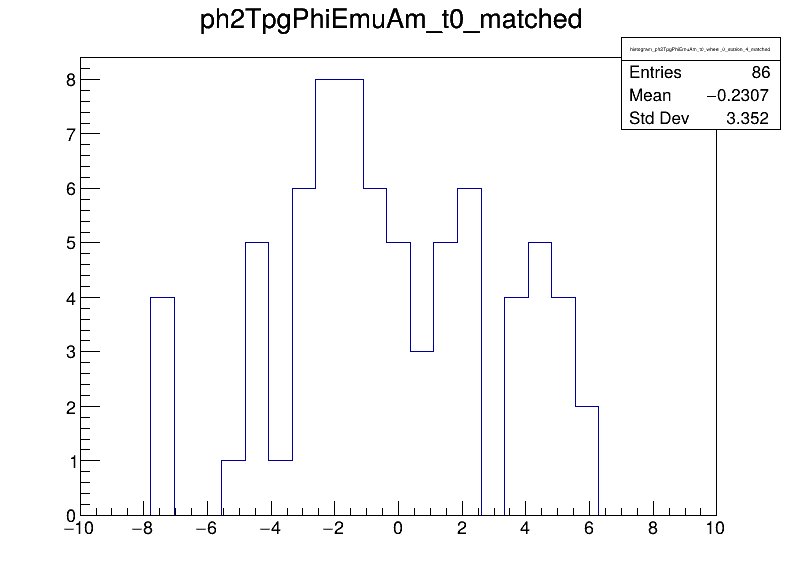 ph2TpgPhiEmuAm_t0_matched
histogram_ph2TpgPhiEmuAm_t0_wheel_0_station_4_matched
Entries 86
Mean −0.2307
Std Dev 3.352
8
7
6
5
4
3
2
1
0
−10 −8 −6 −4 −2 0 2 4 6 8 10